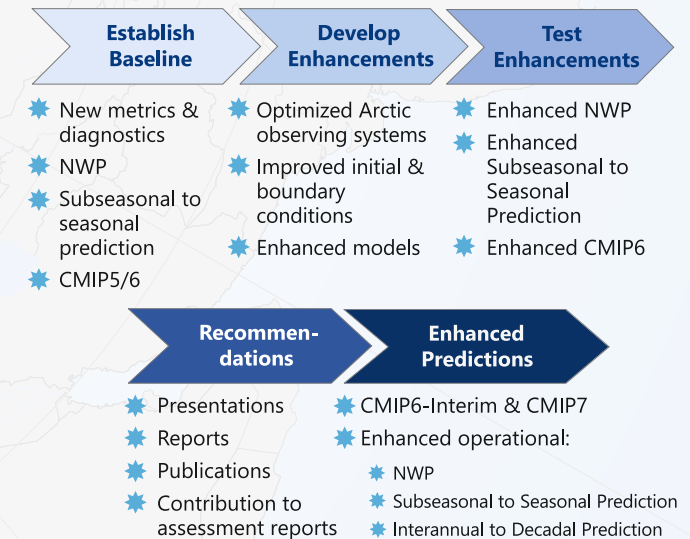 Establish
Baseline
Develop
Enhancements
Test
Enhancements
New metrics &
diagnostics
NWP
Subseasonal to
seasonal
prediction
CMIP5/6
Optimized Arctic
observing systems
Improved initial &
boundary
conditions
Enhanced models
Enhanced NWP
Enhanced
Subseasonal to
Seasonal
Prediction
Enhanced CMIP6
Recommen-
dations
Enhanced
Predictions
Presentations
Reports
Publications
Contribution to
assessment reports
CMIP6-Interim & CMIP7
Enhanced operational:
NWP
Subseasonal to Seasonal Prediction
Interannual to Decadal Prediction